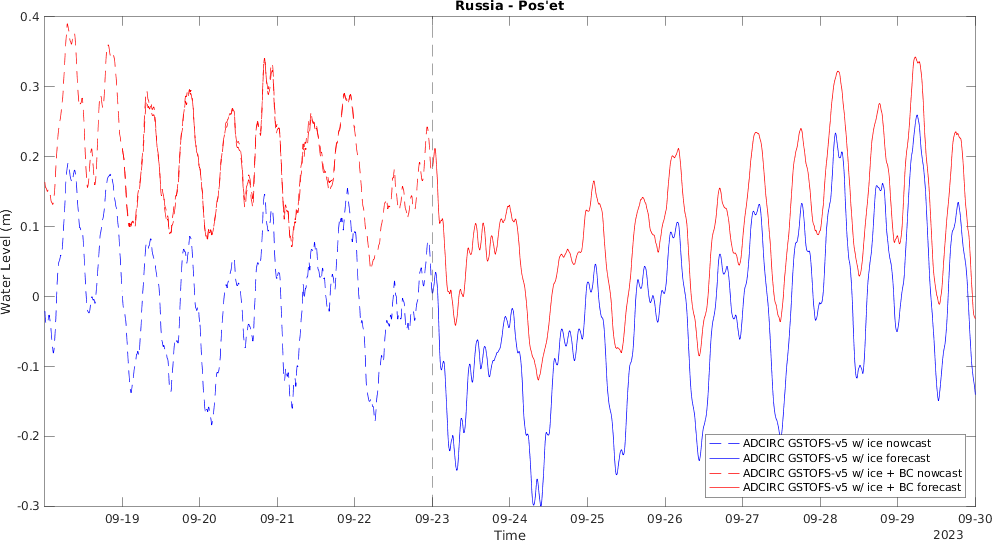 Russia - Pos'et
0.4
0.3
0.2
0.1
0
-0.1
-0.2
-0.3
Water Level (m)
ADCIRC GSTOFS-v5 w/ ice nowcast
ADCIRC GSTOFS-v5 w/ ice forecast
ADCIRC GSTOFS-v5 w/ ice + BC nowcast
ADCIRC GSTOFS-v5 w/ ice + BC forecast
09-19 09-20 09-21 09-22 09-23 09-24 09-25 09-26 09-27 09-28 09-29 09-30
Time
2023